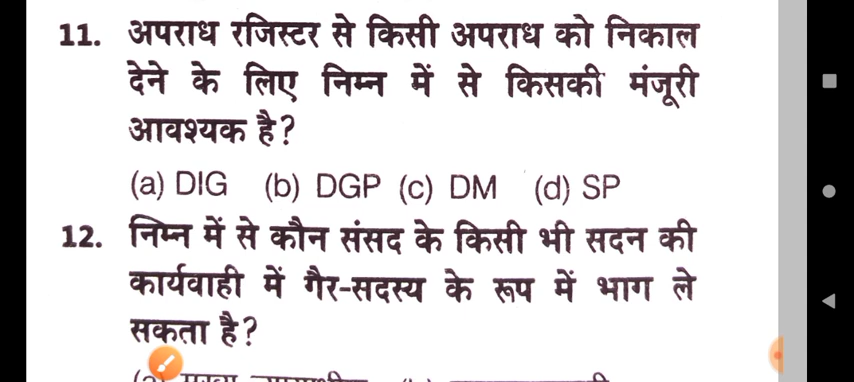 11. अपराध रजिस्टर से किसी अपराध को निकाल
देने के लिए निम्न में से किसकी मंजूरी
आवश्यक है?
(a) DIG (b) DGP (c) DM (d) SP
12. निम्न में से कौन संसद के किसी भी सदन की
कार्यवाही में गैर-सदस्य के रूप में भाग ले
सकता है?